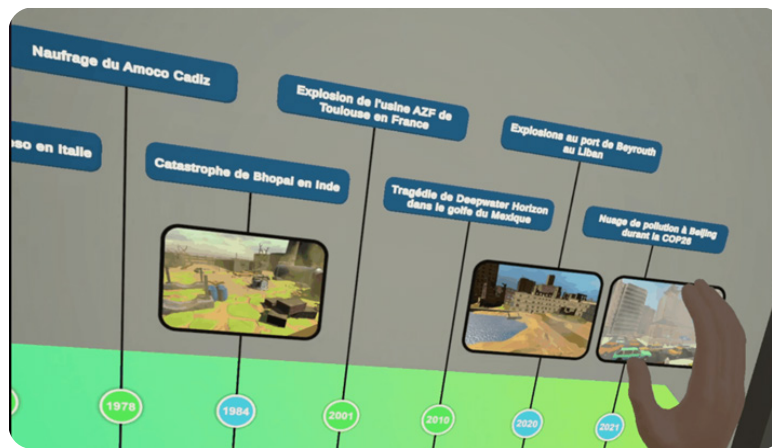 Naufrage du Amoco Cadiz
Explosion de l'usine AZF de
Toulouse en France
Explosions au port de Beyrouth
au Liban
en Italie
Catastrophe de Bhopal en Inde
Tragédie de Deepwater Horizon
dans le golfe du Mexique
Nuage de pollution à Beijing
durant la COP26
1978
1984
2001
2010
2020
2021